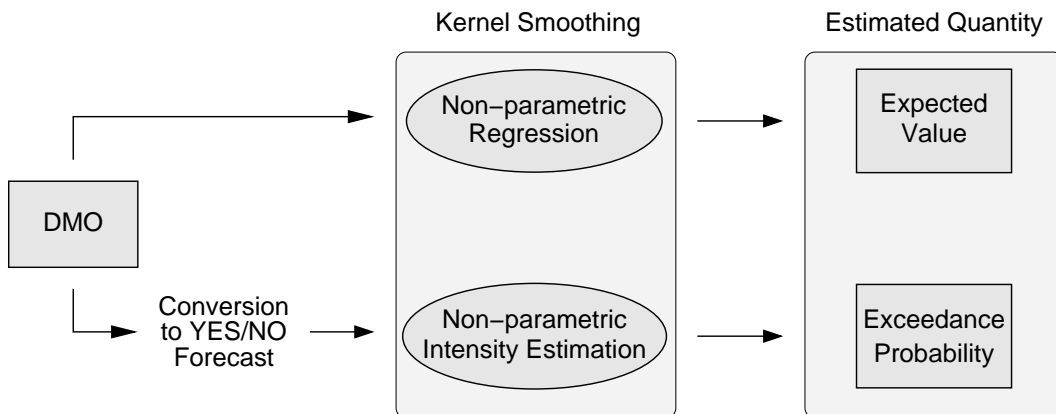 Kernel Smoothing
Estimated Quantity
Non−parametric
Regression
Expected
Value
DMO
Conversion
to YES/NO
Forecast
Non−parametric
Intensity Estimation
Exceedance
Probability